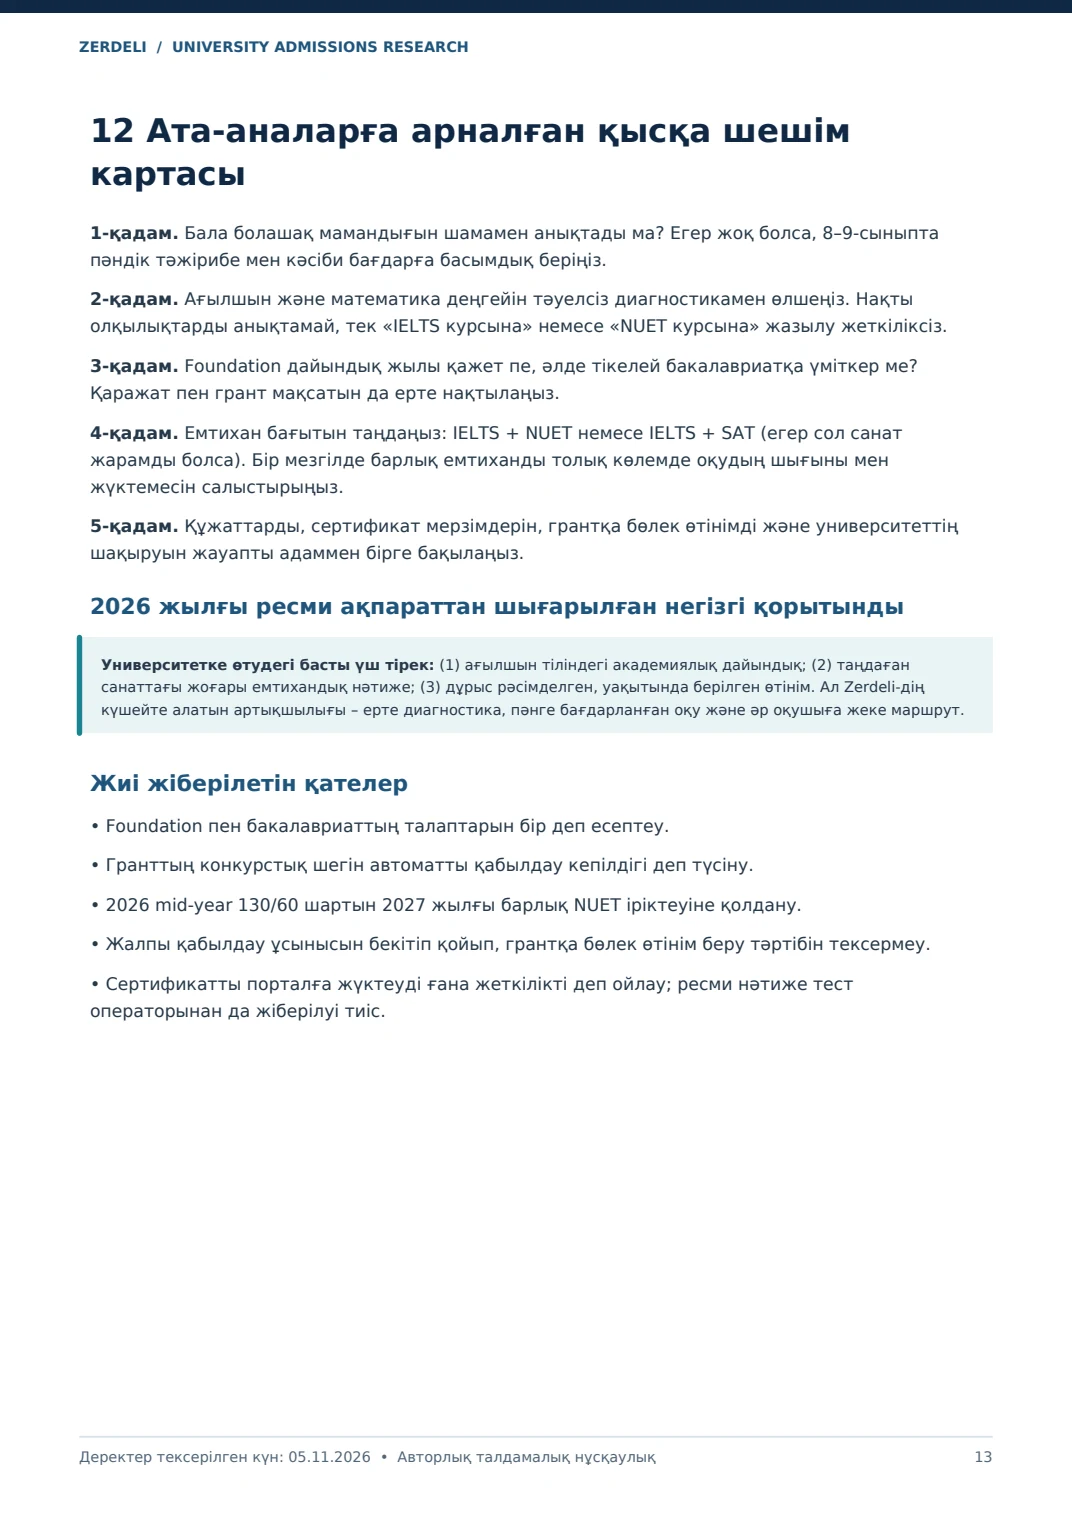 ZERDELI / UNIVERSITY ADMISSIONS RESEARCH
12 Ата-аналарға арналған қысқа шешім
картасы
1-қадам. Бала болашақ мамандығын шамамен анықтады ма? Егер жоқ болса, 8–9-сыныпта
пәндік тәжірибе мен кәсіби бағдарға басымдық беріңіз.
2-қадам. Ағылшын және математика деңгейін тәуелсіз диагностикамен өлшеңіз. Нақты
олқылықтарды анықтамай, тек «IELTS курсына» немесе «NUET курсына» жазылу жеткіліксіз.
3-қадам. Foundation дайындық жылы қажет пе, әлде тікелей бакалавриатқа үміткер ме?
Қаражат пен грант мақсатын да ерте нақтылаңыз.
4-қадам. Емтихан бағытын таңдаңыз: IELTS + NUET немесе IELTS + SAT (егер сол санат
жарамды болса). Бір мезгілде барлық емтиханды толық көлемде оқудың шығыны мен
жүктемесін салыстырыңыз.
5-қадам. Құжаттарды, сертификат мерзімдерін, грантқа бөлек өтінімді және университеттің
шақыруын жауапты адаммен бірге бақылаңыз.
2026 жылғы ресми ақпараттан шығарылған негізгі қорытынды
Университетке өтудегі басты үш тірек: (1) ағылшын тіліндегі академиялық дайындық; (2) таңдаған
санаттағы жоғары емтихандық нәтиже; (3) дұрыс рәсімделген, уақытында берілген өтінім. Ал Zerdeli-дің
күшейте алатын артықшылығы – ерте диагностика, пәнге бағдарланған оқу және әр оқушыға жеке маршрут.
Жиі жіберілетін қателер
• Foundation пен бакалавриаттың талаптарын бір деп есептеу.
• Гранттың конкурстық шегін автоматты қабылдау кепілдігі деп түсіну.
• 2026 mid-year 130/60 шартын 2027 жылғы барлық NUET іріктеуіне қолдану.
• Жалпы қабылдау ұсынысын бекітіп қойып, грантқа бөлек өтінім беру тәртібін тексермеу.
• Сертификатты порталға жүктеуді ғана жеткілікті деп ойлау; ресми нәтиже тест
операторынан да жіберілуі тиіс.
Деректер тексерілген күн: 05.11.2026 • Авторлық талдамалық нұсқаулық
13